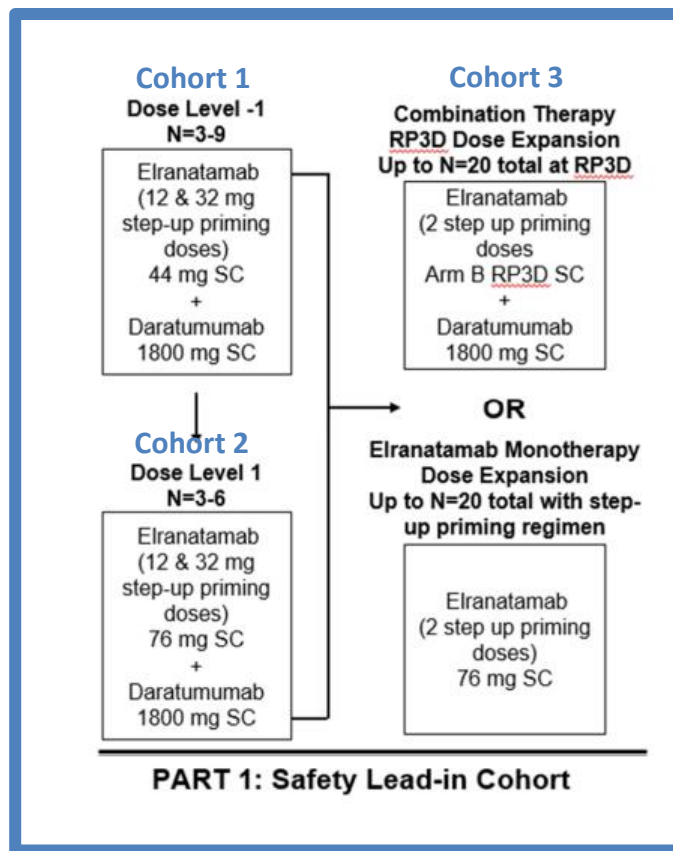 Cohort 1
Dose Level -1
N=3-9
Elranatamab
(12 & 32 mg
step-up priming
doses)
44 mg SC
+
Daratumumab
1800 mg SC
Cohort 2
Dose Level 1
N=3-6
Elranatamab
(12 & 32 mg
step-up priming
doses)
76 mg SC
+
Daratumumab
1800 mg SC
Cohort 3
Combination Therapy
RP3D Dose Expansion
Up to N=20 total at RP3D
Elranatamab
(2 step up priming
doses
Arm B RP3D SC
+
Daratumumab
1800 mg SC
OR
Elranatamab Monotherapy
Dose Expansion
Up to N=20 total with step-
up priming regimen
Elranatamab
(2 step up priming
doses)
76 mg SC
PART 1: Safety Lead-in Cohort